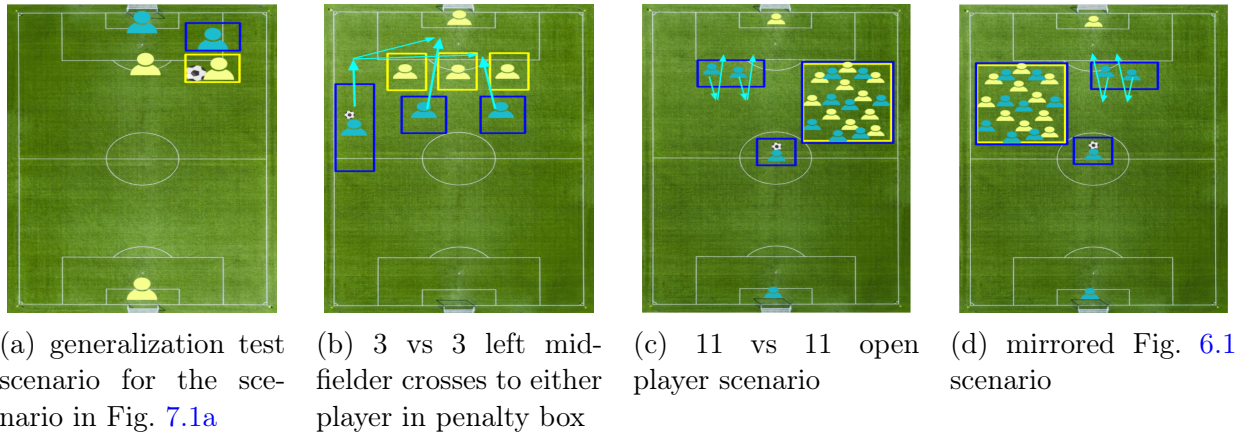 (a) generalization test
scenario for the sce-
nario in Fig. 7.1a
(b) 3 vs 3 left mid-
fielder crosses to either
player in penalty box
(c) 11 vs 11 open
player scenario
(d) mirrored Fig. 6.1
scenario